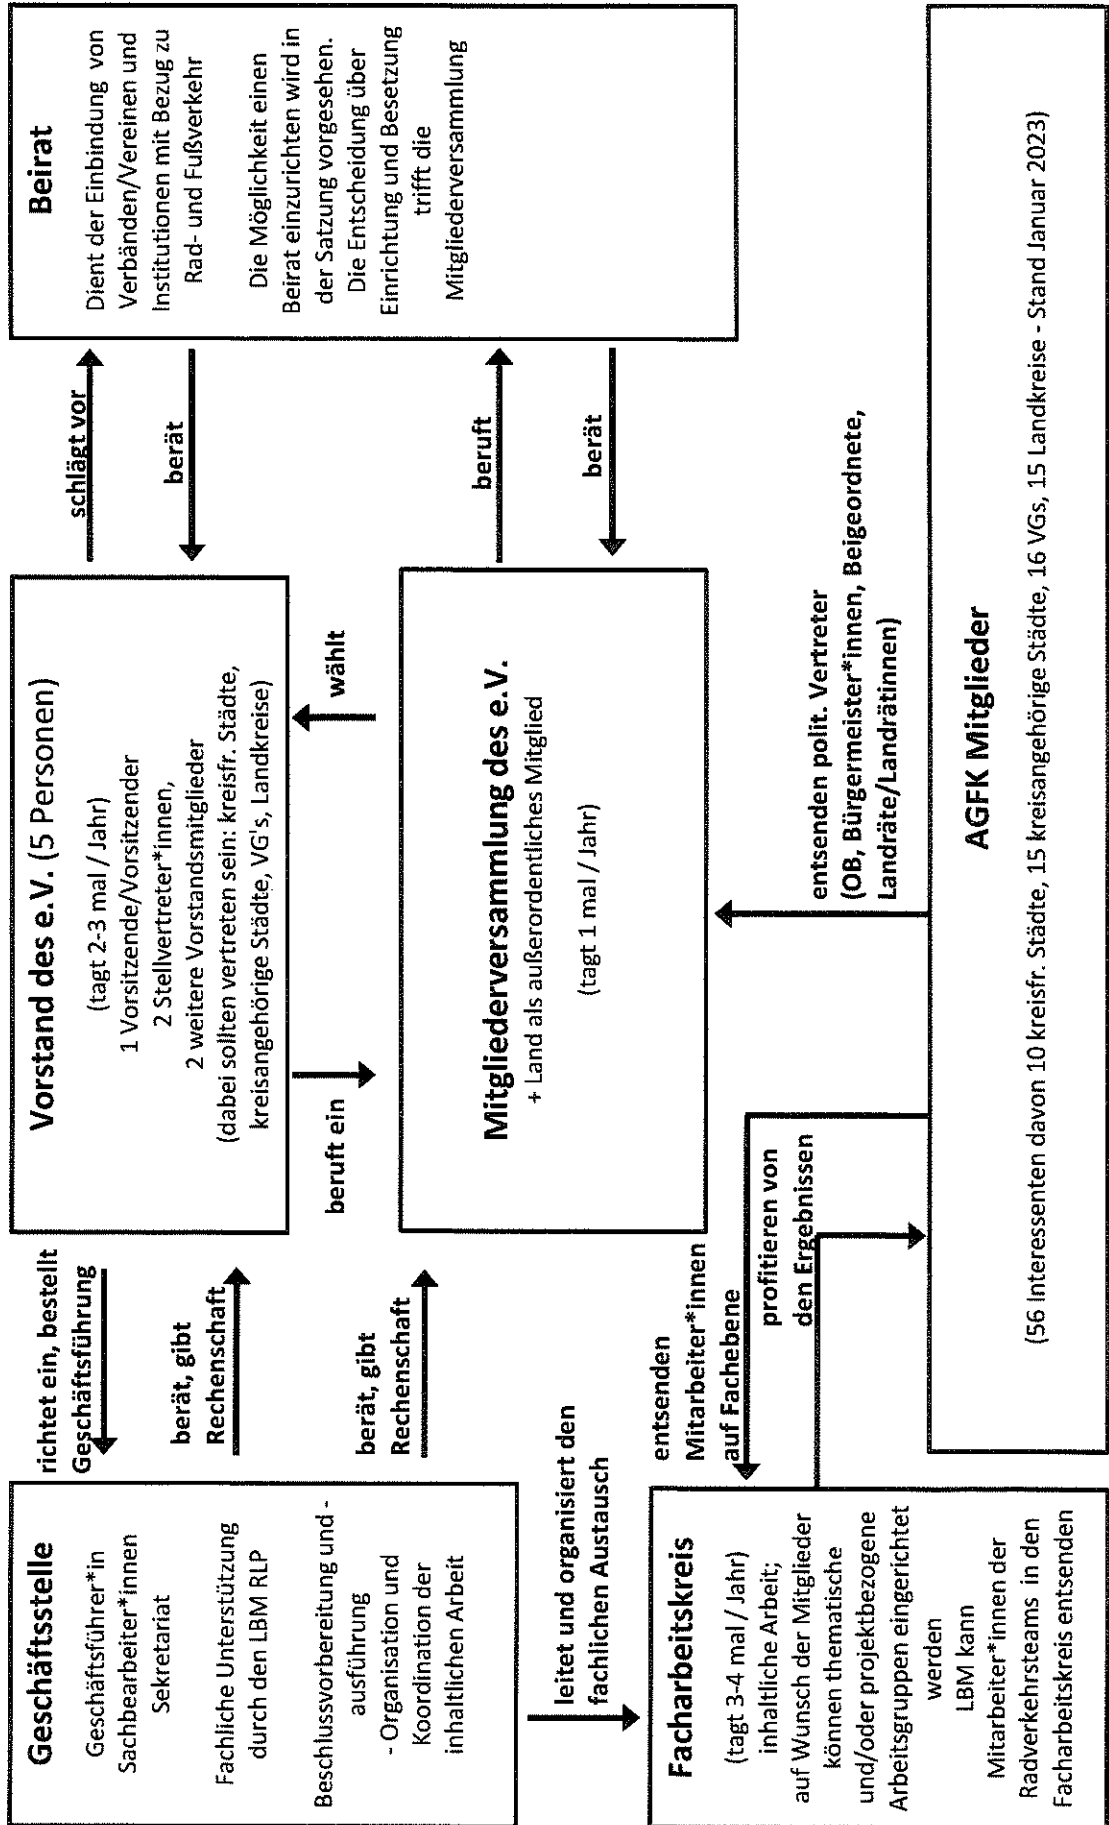 Geschäftsstelle
Geschäftsführer*in
Sachbearbeiter*innen
Sekretariat
Fachliche Unterstützung
durch den LBM RLP
Beschlussvorbereitung und -
ausführung
- Organisation und
Koordination der
inhaltlichen Arbeit
richtet ein, bestellt
Geschäftsführung
berät, gibt
Rechenschaft
berät, gibt
Rechenschaft
Vorstand des e.V. (5 Personen)
(tagt 2-3 mal / Jahr)
1 Vorsitzende/Vorsitzender
2 Stellvertreter*innen,
2 weitere Vorstandsmitglieder
(dabei sollten vertreten sein: kreisfr. Städte,
kreisangehörige Städte, VG's, Landkreise)
beruft ein
wählt
Mitgliederversammlung des e.V.
+ Land als außerordentliches Mitglied
(tagt 1 mal / Jahr)
schlägt vor
berät
beruft
berät
Beirat
Dient der Einbindung von
Verbänden/Vereinen und
Institutionen mit Bezug zu
Rad- und Fußverkehr
Die Möglichkeit einen
Beirat einzurichten wird in
der Satzung vorgesehen.
Die Entscheidung über
Einrichtung und Besetzung
trifft die
Mitgliederversammlung
leitet und organisiert den
fachlichen Austausch
Facharbeitskreis
(tagt 3-4 mal / Jahr)
inhaltliche Arbeit;
auf Wunsch der Mitglieder
können thematische
und/oder projektbezogene
Arbeitsgruppen eingerichtet
werden
LBM kann
Mitarbeiter*innen der
Radverkehrsteams in den
Facharbeitskreis entsenden
entsenden
Mitarbeiter*innen
auf Fachebene
profitieren von
den Ergebnissen
entsenden polit. Vertreter
(OB, Bürgermeister*innen, Beigeordnete,
Landräte/Landrätinnen)
AGFK Mitglieder
(56 Interessenten davon 10 kreisfr. Städte, 15 kreisangehörige Städte, 16 VGs, 15 Landkreise - Stand Januar 2023)